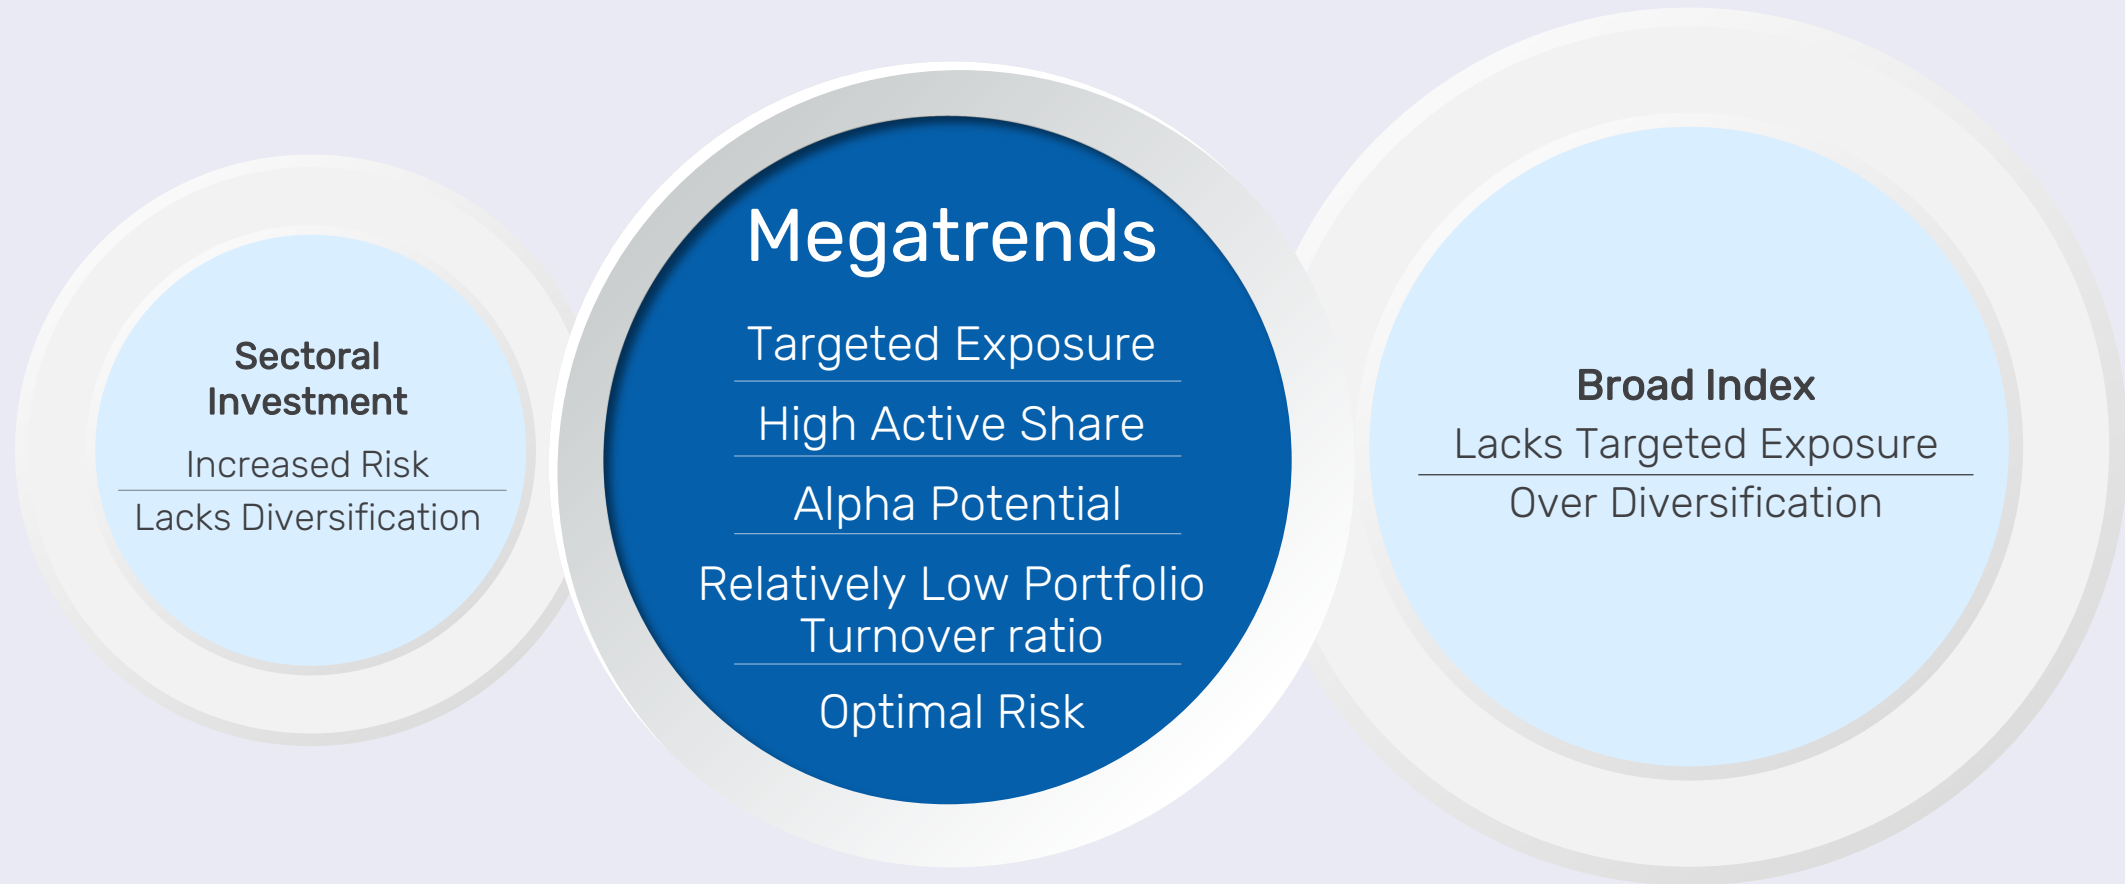 Sectoral
Investment
Increased Risk
Lacks Diversification
Megatrends
Targeted Exposure
High Active Share
Alpha Potential
Relatively Low Portfolio
Turnover ratio
Optimal Risk
Broad Index
Lacks Targeted Exposure
Over Diversification